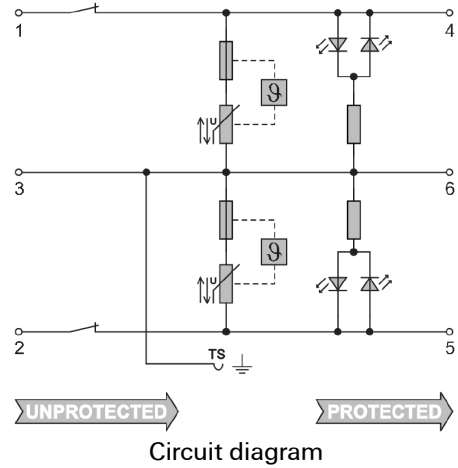 1 4
U
ϑ
3 6
U
ϑ
2 5
TS
UNPROTECTED PROTECTED
Circuit diagram